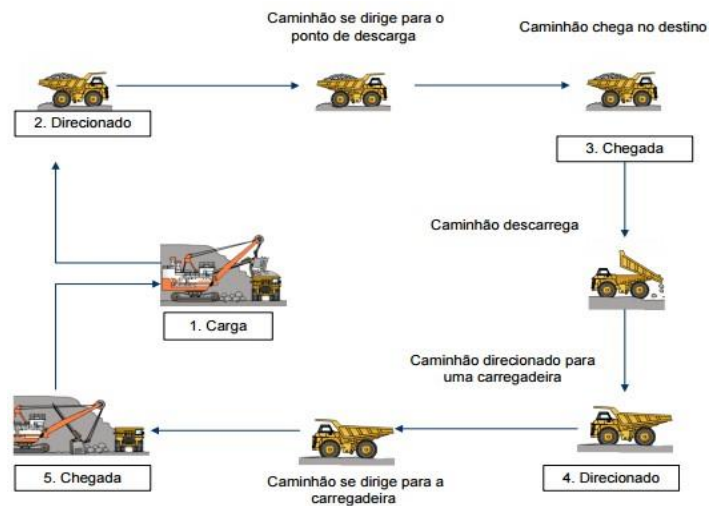 Caminhão se dirige para o
ponto de descarga
Caminhão chega no destino
2. Direcionado
3. Chegada
Caminhão descarrega
1. Carga
Caminhão direcionado para
uma carregadeira
5. Chegada
Caminhão se dirige para a
carregadeira
4. Direcionado